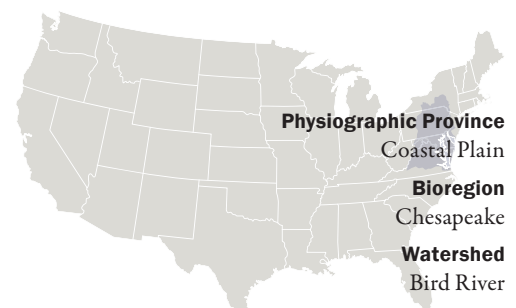 Physiographic Province
Coastal Plain
Bioregion
Chesapeake
Watershed
Bird River